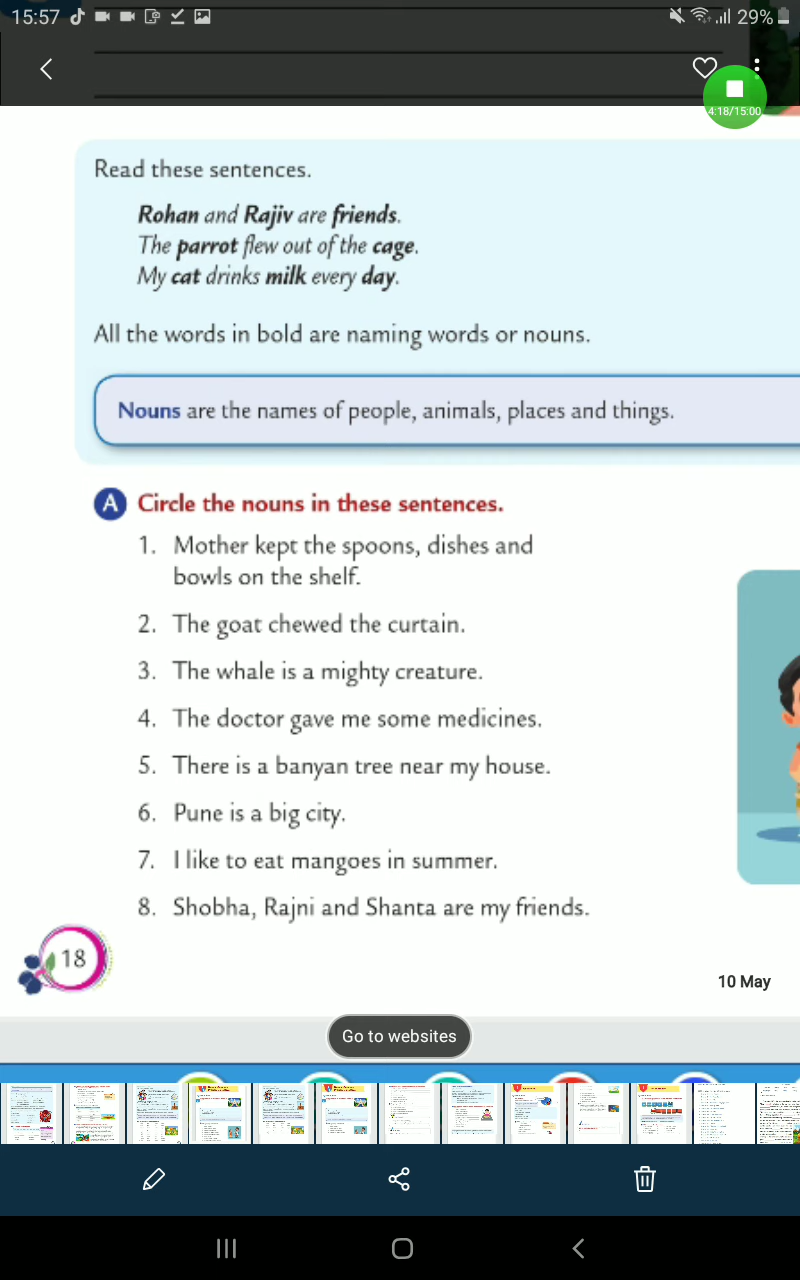 15:57 29%
4:18/15:00
Read these sentences.
Rohan and Rajiv are friends.
The parrot flew out of the cage.
My cat drinks milk every day.
All the words in bold are naming words or nouns.
Nouns are the names of people, animals, places and things.
A Circle the nouns in these sentences.
1. Mother kept the spoons, dishes and
bowls on the shelf.
2. The goat chewed the curtain.
3. The whale is a mighty creature.
4. The doctor gave me some medicines.
5. There is a banyan tree near my house.
6. Pune is a big city.
7. I like to eat mangoes in summer.
8. Shobha, Rajni and Shanta are my friends.
18
10 May
Go to websites